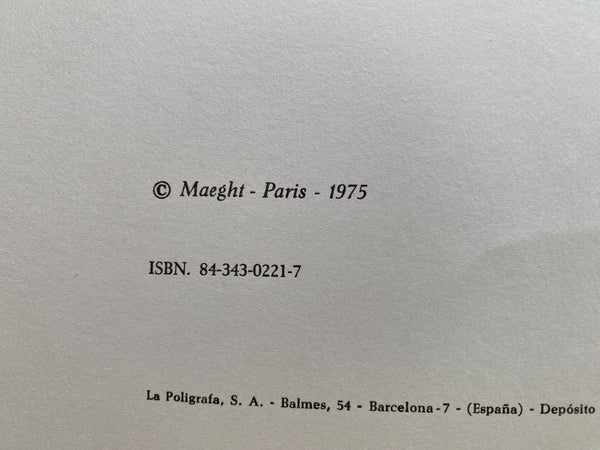 © Maeght - Paris - 1975
ISBN. 84-343-0221-7
La Poligrafa, S. A. - Balmes, 54 - Barcelona-7 - (España) - Depósito